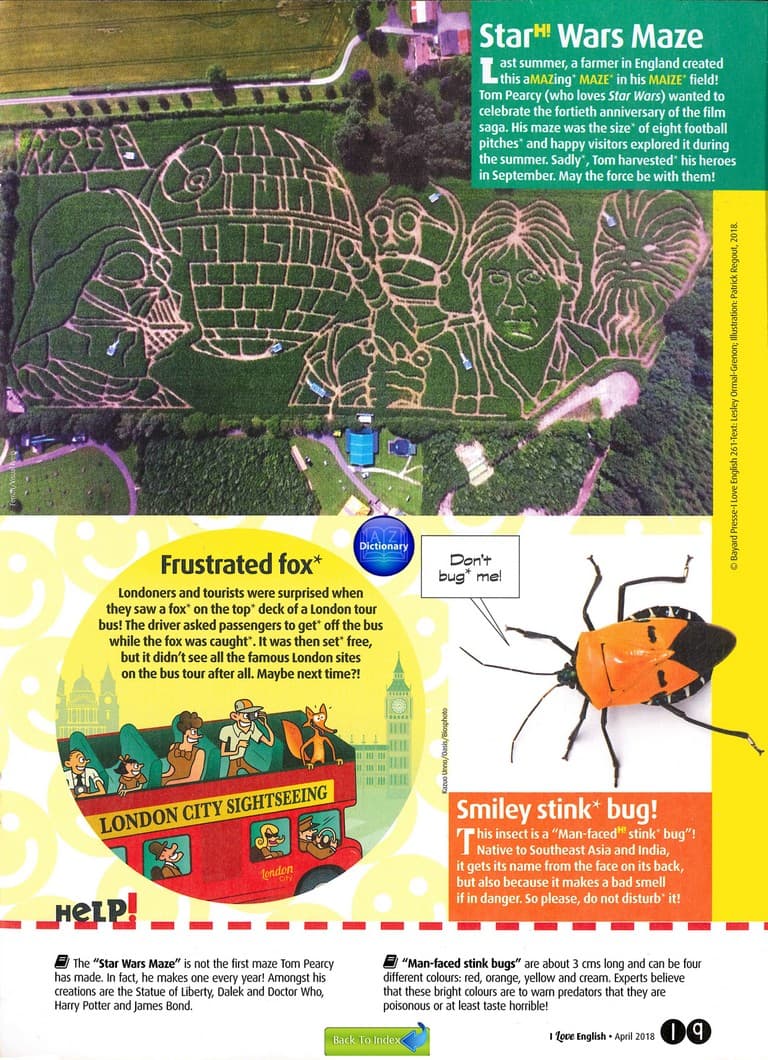 StarH! Wars Maze
Last summer, a farmer in England created
this aMAZing* MAZE* in his MAIZE* field!
Tom Pearcy (who loves Star Wars) wanted to
celebrate the fortieth anniversary of the film
saga. His maze was the size* of eight football
pitches* and happy visitors explored it during
the summer. Sadly*, Tom harvested* his heroes
in September. May the force be with them!
MAZE
© Bayard Presse-I Love English 261-Text: Lesley Ormal-Grenon; Illustration: Patrick Regout, 2018.
A Z
Dictionary
Frustrated fox*
Londoners and tourists were surprised when
they saw a fox* on the top* deck of a London tour
bus! The driver asked passengers to get* off the bus
while the fox was caught*. It was then set* free,
but it didn't see all the famous London sites
on the bus tour after all. Maybe next time?!
LONDON CITY SIGHTSEEING
London
City
Don't
bug* me!
Kazuo Unno/Oasis/Biosphoto
Smiley stink* bug!
This insect is a "Man-facedH! stink* bug"!
Native to Southeast Asia and India,
it gets its name from the face on its back,
but also because it makes a bad smell
if in danger. So please, do not disturb* it!
HELP!
The "Star Wars Maze" is not the first maze Tom Pearcy
has made. In fact, he makes one every year! Amongst his
creations are the Statue of Liberty, Dalek and Doctor Who,
Harry Potter and James Bond.
"Man-faced stink bugs" are about 3 cms long and can be four
different colours: red, orange, yellow and cream. Experts believe
that these bright colours are to warn predators that they are
poisonous or at least taste horrible!
Back To Index
I Love English • April 2018 19